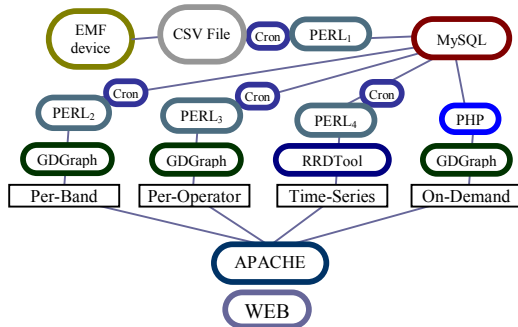 EMF device
CSV File
Cron
PERL1
MySQL
Cron
Cron
Cron
PERL2
PERL3
PERL4
PHP
GDGraph
GDGraph
RRDTool
GDGraph
Per-Band
Per-Operator
Time-Series
On-Demand
APACHE
WEB